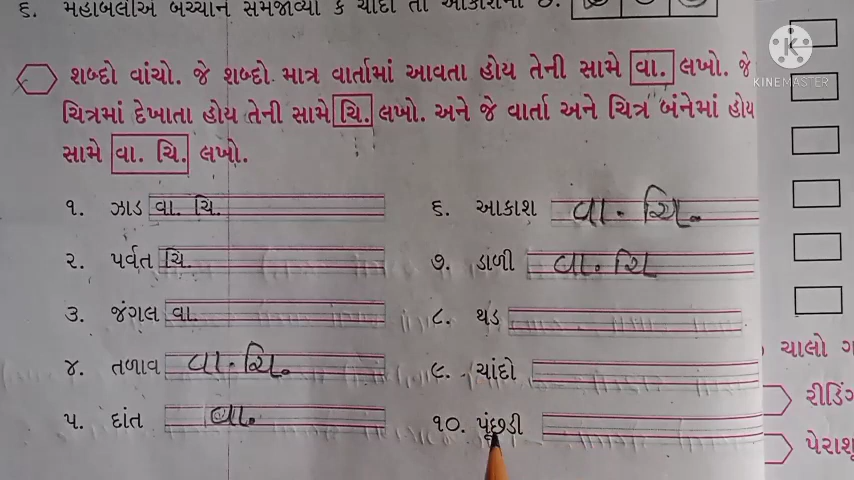 ૬. મહાબલીએ બચ્ચાને સમજાવ્યા કે ચાંદો તો આકાશમાં છે.
શબ્દો વાંચો. જે શબ્દો માત્ર વાર્તામાં આવતા હોય તેની સામે વા. લખો. જે
ચિત્રમાં દેખાતા હોય તેની સામે ચિ. લખો. અને જે વાર્તા અને ચિત્ર બંનેમાં હોય
સામે વા. ચિ. લખો.
૧. ઝાડ વા. ચિ.
૨. પર્વત ચિ.
૩. જંગલ વા.
૪. તળાવ વા. ચિ.
૫. દાંત વા.
૬. આકાશ વા. ચિ.
૭. ડાળી વા. ચિ
૮. થડ
૯. ચાંદો
૧૦. પૂંછડી
ચાલો
રીડિંગ
KINEMASTER